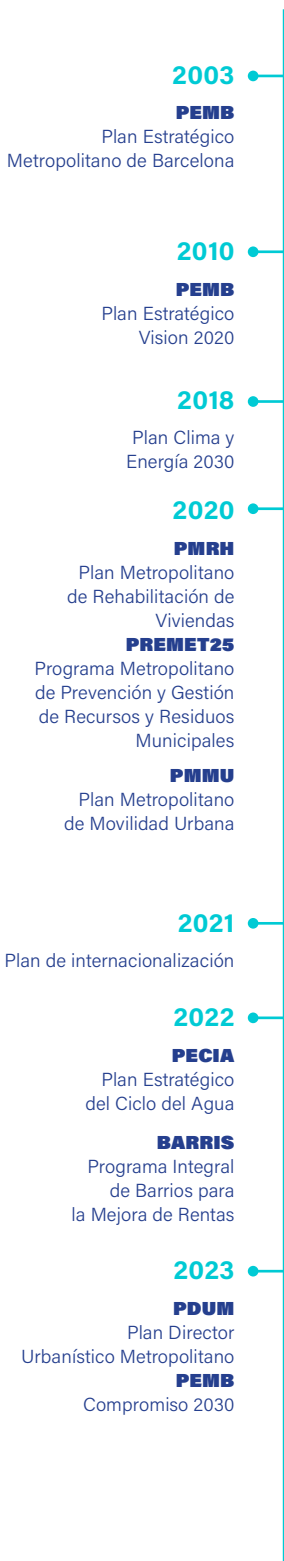 2003
PEMB
Plan Estratégico
Metropolitano de Barcelona
2010
PEMB
Plan Estratégico
Vision 2020
2018
Plan Clima y
Energía 2030
2020
PMRH
Plan Metropolitano
de Rehabilitación de
Viviendas
PREMET25
Programa Metropolitano
de Prevención y Gestión
de Recursos y Residuos
Municipales
PMMU
Plan Metropolitano
de Movilidad Urbana
2021
Plan de internacionalización
2022
PECIA
Plan Estratégico
del Ciclo del Agua
BARRIS
Programa Integral
de Barrios para
la Mejora de Rentas
2023
PDUM
Plan Director
Urbanístico Metropolitano
PEMB
Compromiso 2030